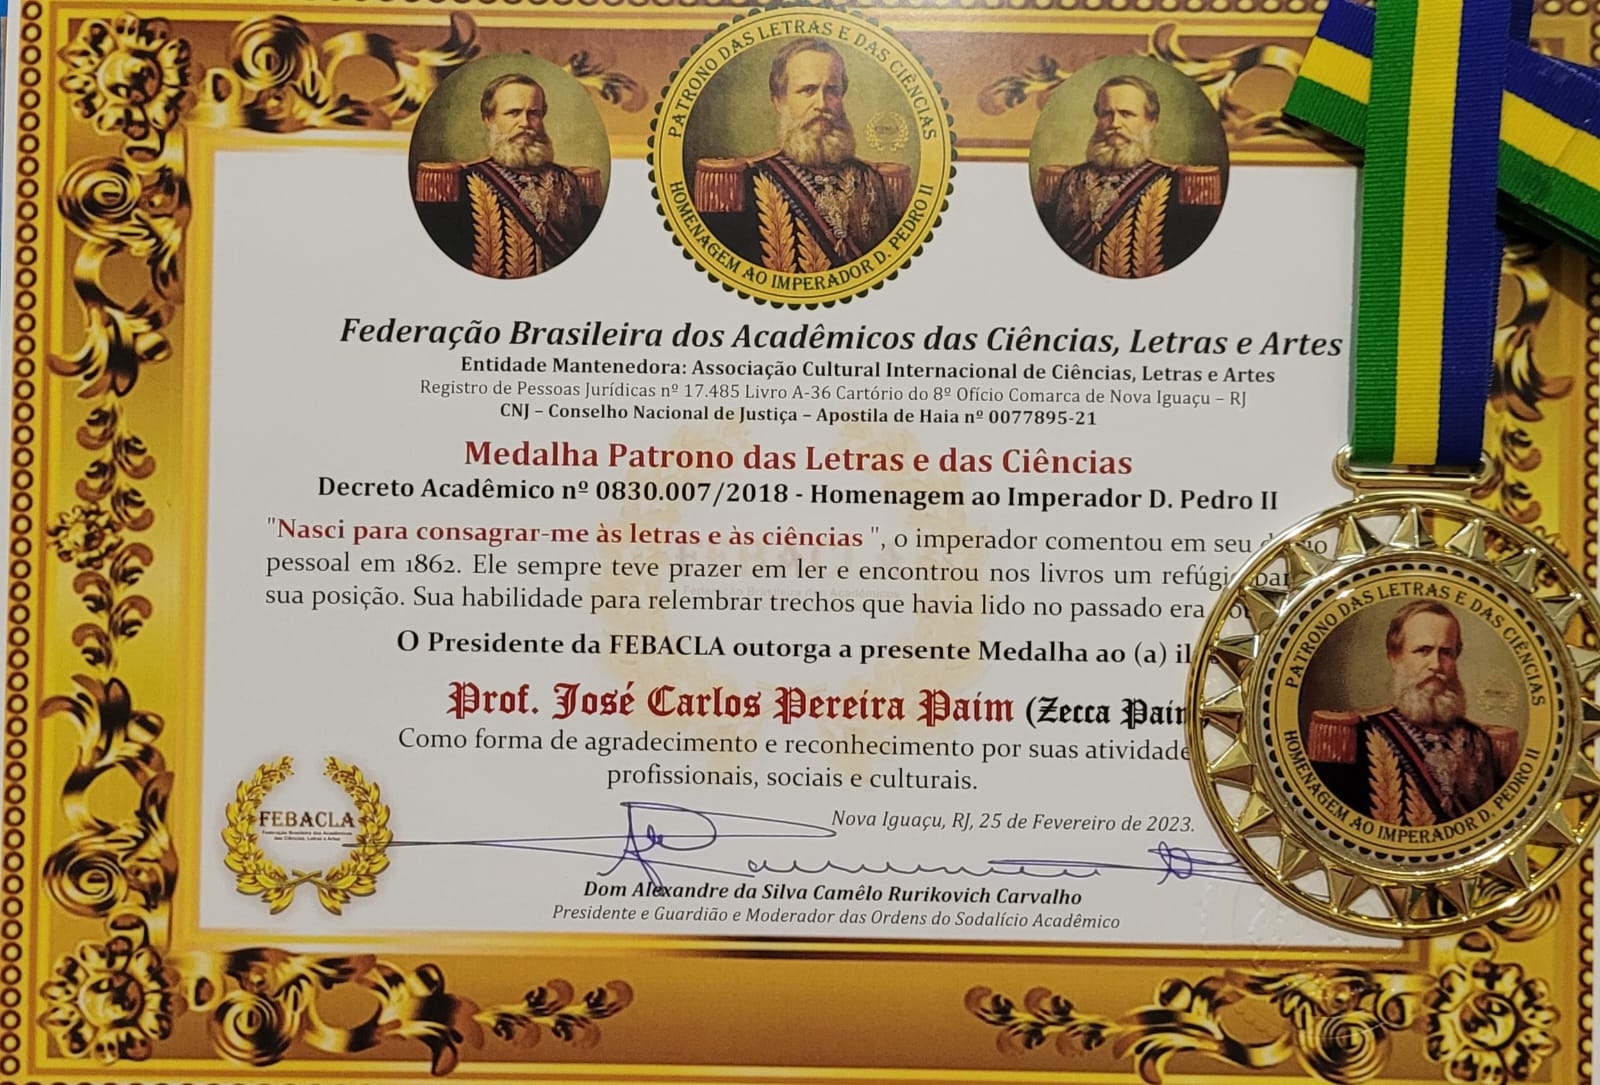 PATRONO DAS LETRAS E DAS CIÊNCIAS
HOMENAGEM AO IMPERADOR D. PEDRO II
Federação Brasileira dos Acadêmicos das Ciências, Letras e Artes
Entidade Mantenedora: Associação Cultural Internacional de Ciências, Letras e Artes
Registro de Pessoas Jurídicas nº 17.485 Livro A-36 Cartório do 8º Ofício Comarca de Nova Iguaçu – RJ
CNJ – Conselho Nacional de Justiça – Apostila de Haia nº 0077895-21
Medalha Patrono das Letras e das Ciências
Decreto Acadêmico nº 0830.007/2018 - Homenagem ao Imperador D. Pedro II
"Nasci para consagrar-me às letras e às ciências ", o imperador comentou em seu
pessoal em 1862. Ele sempre teve prazer em ler e encontrou nos livros um
sua posição. Sua habilidade para relembrar trechos que havia lido no passado era
O Presidente da FEBACLA outorga a presente Medalha ao (a)
Prof. José Carlos Pereira Paim (Zecca
Como forma de agradecimento e reconhecimento por suas
profissionais, sociais e culturais.
FEBACLA
Federação Brasileira dos Acadêmicos
das Ciências, Letras e Artes
Nova Iguaçu, RJ, 25 de Fevereiro de 2023.
Dom Alexandre da Silva Camêlo Rurikovich Carvalho
Presidente e Guardião e Moderador das Ordens do Sodalício Acadêmico
PATRONO DAS LETRAS E DAS CIÊNCIAS
HOMENAGEM AO IMPERADOR D. PEDRO II